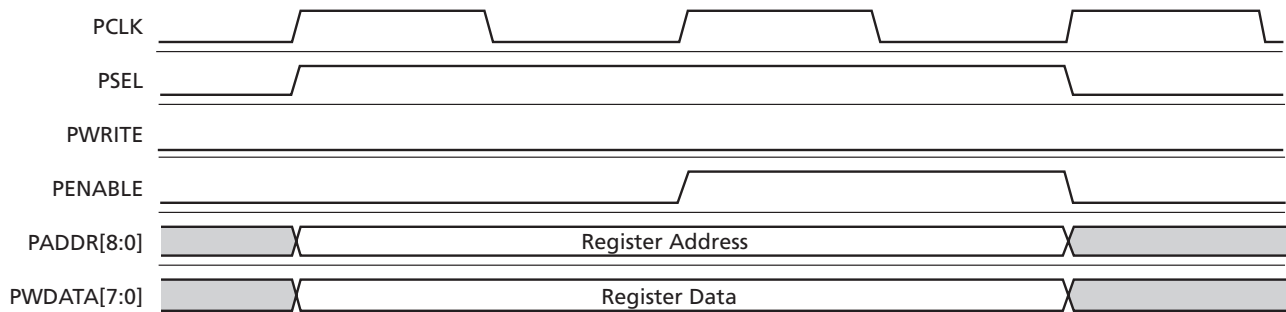 PCLK
PSEL
PWRITE
PENABLE
PADDR[8:0] Register Address
PWDATA[7:0] Register Data